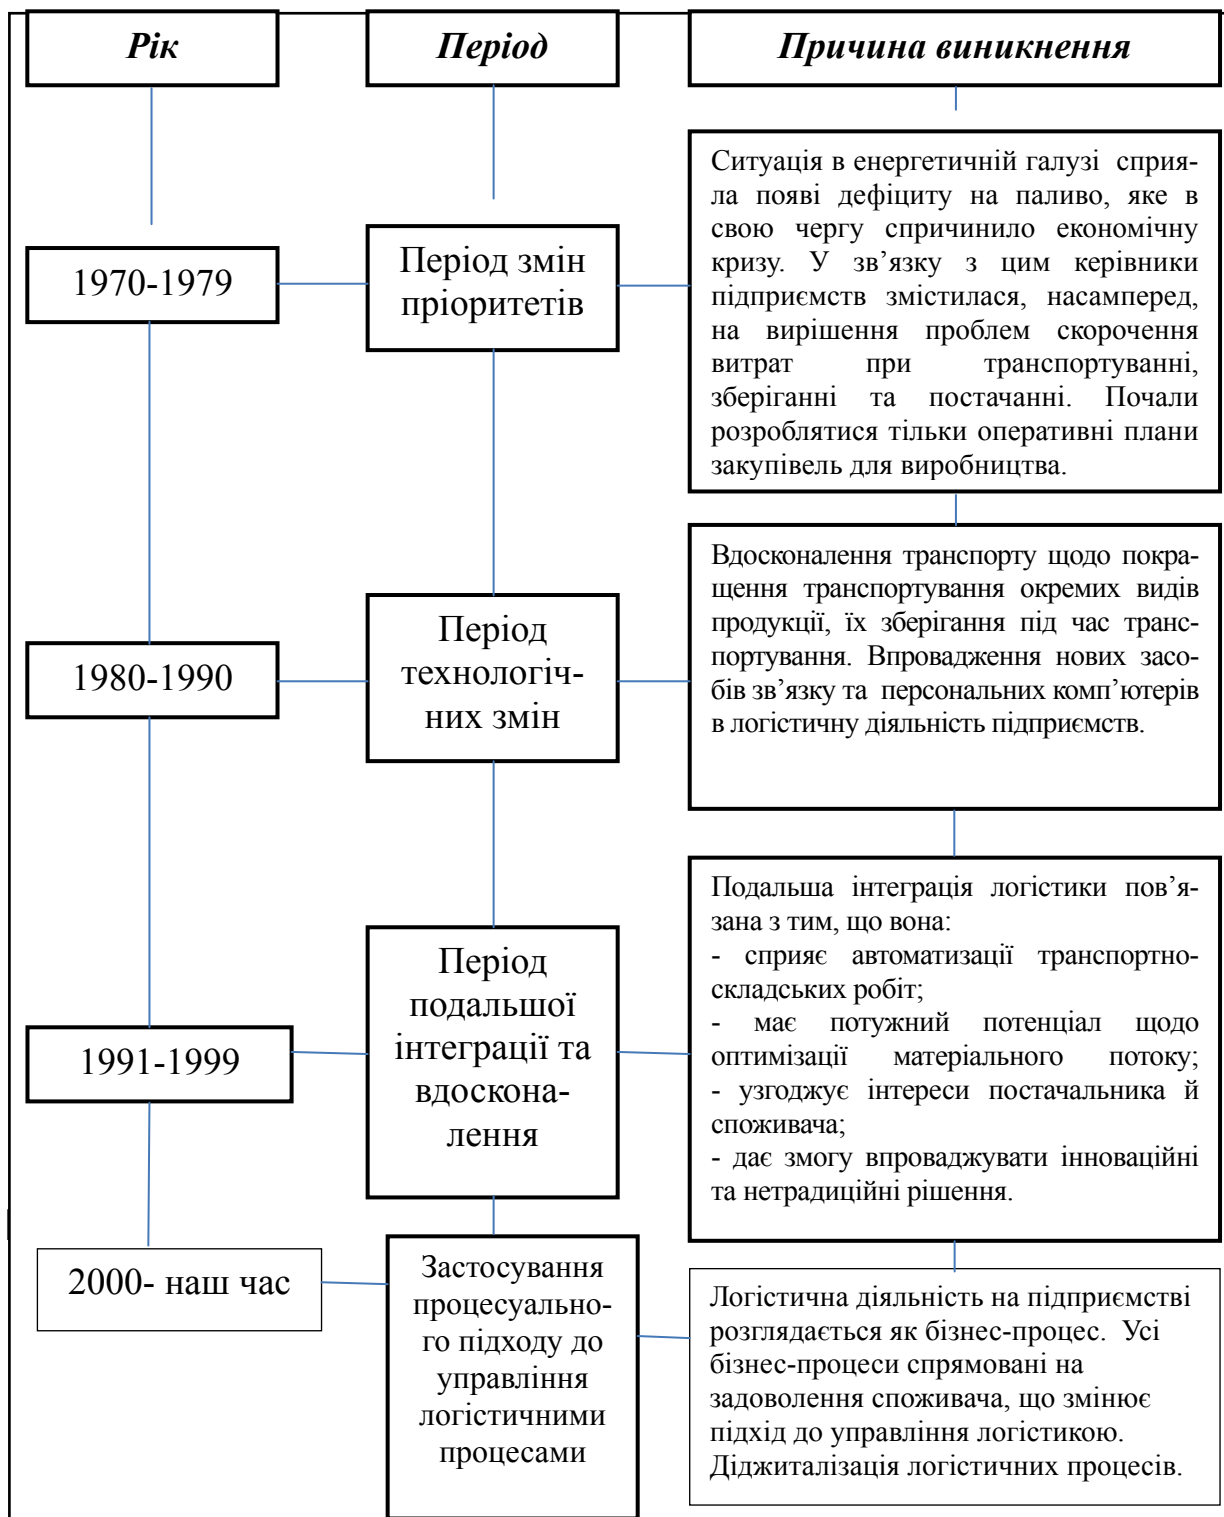 Рік
Період
Причина виникнення
1970-1979
Період змін
пріоритетів
Ситуація в енергетичній галузі сприя-
ла появі дефіциту на паливо, яке в
свою чергу спричинило економічну
кризу. У зв’язку з цим керівники
підприємств змістилася, насамперед,
на вирішення проблем скорочення
витрат при транспортуванні,
зберіганні та постачанні. Почали
розроблятися тільки оперативні плани
закупівель для виробництва.
1980-1990
Період
технологіч-
них змін
Вдосконалення транспорту щодо покра-
щення транспортування окремих видів
продукції, їх зберігання під час транс-
портування. Впровадження нових засо-
бів зв’язку та персональних комп’ютерів
в логістичну діяльність підприємств.
1991-1999
Період
подальшої
інтеграції та
вдоскона-
лення
Подальша інтеграція логістики пов’я-
зана з тим, що вона:
- сприяє автоматизації транспортно-
складських робіт;
- має потужний потенціал щодо
оптимізації матеріального потоку;
- узгоджує інтереси постачальника й
споживача;
- дає змогу впроваджувати інноваційні
та нетрадиційні рішення.
2000- наш час
Застосування
процесуально-
го підходу до
управління
логістичними
процесами
Логістична діяльність на підприємстві
розглядається як бізнес-процес. Усі
бізнес-процеси спрямовані на
задоволення споживача, що змінює
підхід до управління логістикою.
Діджиталізація логістичних процесів.